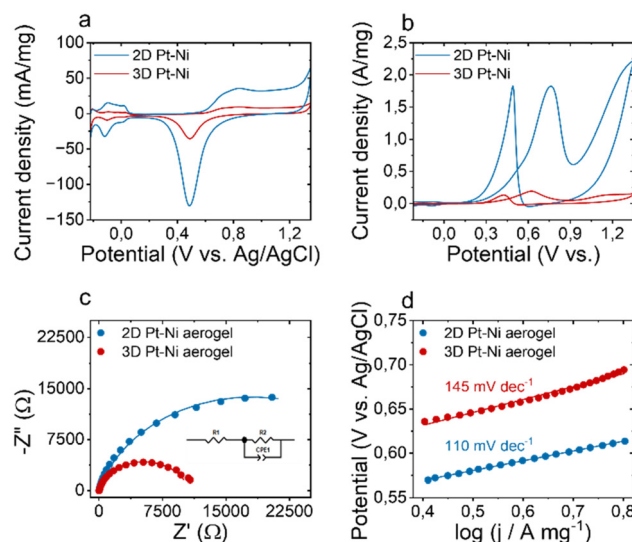 a
Current density (mA/mg)
100
50
0
−50
−100
−150
2D Pt-Ni
3D Pt-Ni
0,0
0,4
0,8
1,2
Potential (V vs. Ag/AgCl)
b
Current density (A/mg)
2,5
2,0
1,5
1,0
0,5
0,0
2D Pt-Ni
3D Pt-Ni
0,0
0,3
0,6
0,9
1,2
Potential (V vs.)
c
-Z" (Ω)
22500
15000
7500
0
2D Pt-Ni aerogel
3D Pt-Ni aerogel
R1
R2
CPE1
0
7500
15000
22500
Z' (Ω)
d
Potential (V vs. Ag/AgCl)
0,75
0,70
0,65
0,60
0,55
2D Pt-Ni aerogel
3D Pt-Ni aerogel
145 mV dec⁻¹
110 mV dec⁻¹
0,4
0,5
0,6
0,7
0,8
log (j / A mg⁻¹)